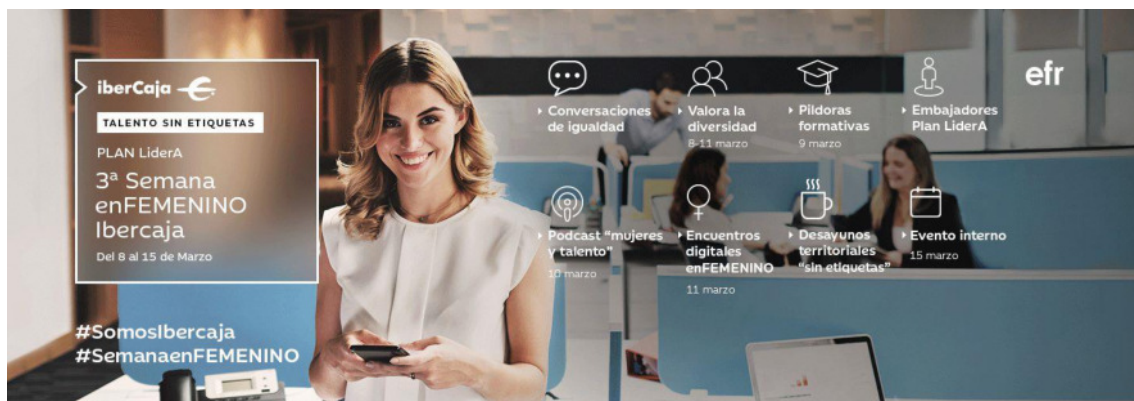 iberCaja
TALENTO SIN ETIQUETAS
PLAN LiderA
3ª Semana
enFEMENINO
Ibercaja
Del 8 al 15 de Marzo
#SomosIbercaja
#SemanaenFEMENINO
Conversaciones
de igualdad
Valora la
diversidad
8-11 marzo
Píldoras
formativas
9 marzo
Embajadores
Plan LiderA
efr
Podcast “mujeres
y talento”
10 marzo
Encuentros
digitales
enFEMENINO
11 marzo
Desayunos
territoriales
“sin etiquetas”
Evento interno
15 marzo